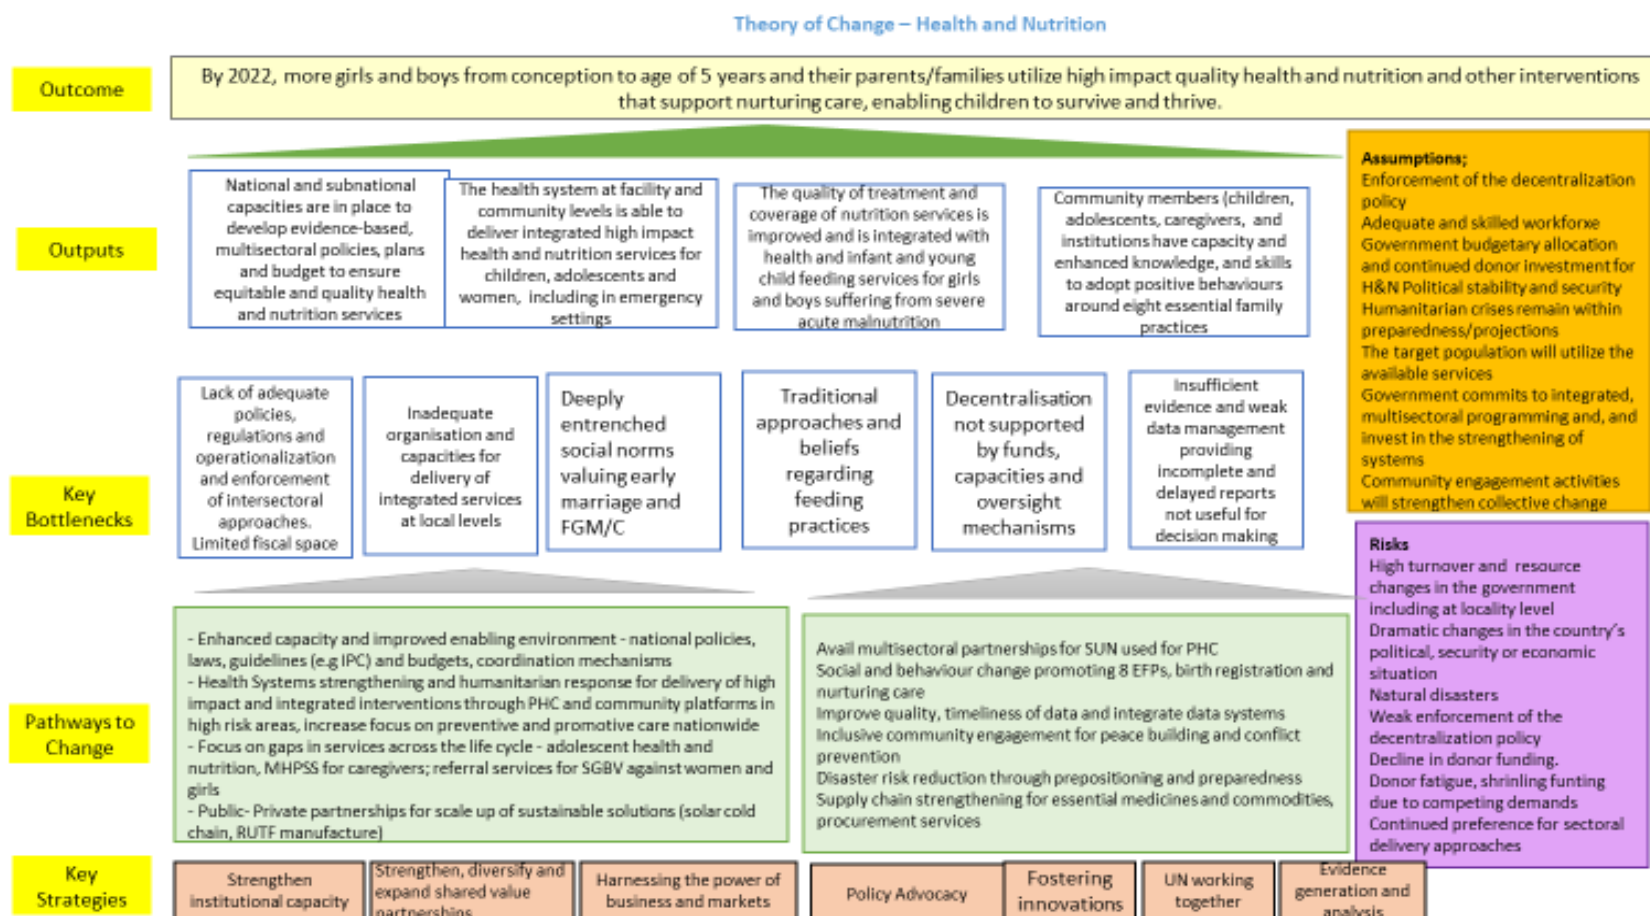 Theory of Change – Health and Nutrition
Outcome
By 2022, more girls and boys from conception to age of 5 years and their parents/families utilize high impact quality health and nutrition and other interventions
that support nurturing care, enabling children to survive and thrive.
Outputs
National and subnational
capacities are in place to
develop evidence-based,
multisectoral policies, plans
and budget to ensure
equitable and quality health
and nutrition services
The health system at facility and
community levels is able to
deliver integrated high impact
health and nutrition services for
children, adolescents and
women, including in emergency
settings
The quality of treatment and
coverage of nutrition services is
improved and is integrated with
health and infant and young
child feeding services for girls
and boys suffering from severe
acute malnutrition
Community members (children,
adolescents, caregivers, and
institutions have capacity and
enhanced knowledge, and skills
to adopt positive behaviours
around eight essential family
practices
Assumptions;
Enforcement of the decentralization
policy
Adequate and skilled workforxe
Government budgetary allocation
and continued donor investment for
H&N Political stability and security
Humanitarian crises remain within
preparedness/projections
The target population will utilize the
available services
Government commits to integrated,
multisectoral programming and, and
invest in the strengthening of
systems
Community engagement activities
will strengthen collective change
Key
Bottlenecks
Lack of adequate
policies,
regulations and
operationalization
and enforcement
of intersectoral
approaches.
Limited fiscal space
Inadequate
organisation and
capacities for
delivery of
integrated services
at local levels
Deeply
entrenched
social norms
valuing early
marriage and
FGM/C
Traditional
approaches and
beliefs
regarding
feeding
practices
Decentralisation
not supported
by funds,
capacities and
oversight
mechanisms
Insufficient
evidence and weak
data management
providing
incomplete and
delayed reports
not useful for
decision making
Risks
High turnover and resource
changes in the government
including at locality level
Dramatic changes in the country's
political, security or economic
situation
Natural disasters
Weak enforcement of the
decentralization policy
Decline in donor funding.
Donor fatigue, shrinling funting
due to competing demands
Continued preference for sectoral
delivery approaches
Pathways to
Change
- Enhanced capacity and improved enabling environment - national policies,
laws, guidelines (e.g IPC) and budgets, coordination mechanisms
- Health Systems strengthening and humanitarian response for delivery of high
impact and integrated interventions through PHC and community platforms in
high risk areas, increase focus on preventive and promotive care nationwide
- Focus on gaps in services across the life cycle - adolescent health and
nutrition, MHPSS for caregivers; referral services for SGBV against women and
girls
- Public- Private partnerships for scale up of sustainable solutions (solar cold
chain, RUTF manufacture)
Avail multisectoral partnerships for SUN used for PHC
Social and behaviour change promoting 8 EFPs, birth registration and
nurturing care
Improve quality, timeliness of data and integrate data systems
Inclusive community engagement for peace building and conflict
prevention
Disaster risk reduction through prepositioning and preparedness
Supply chain strengthening for essential medicines and commodities,
procurement services
Key
Strategies
Strengthen
institutional capacity
Strengthen, diversify and
expand shared value
partnerships
Harnessing the power of
business and markets
Policy Advocacy
Fostering
innovations
UN working
together
Evidence
generation and
analysis